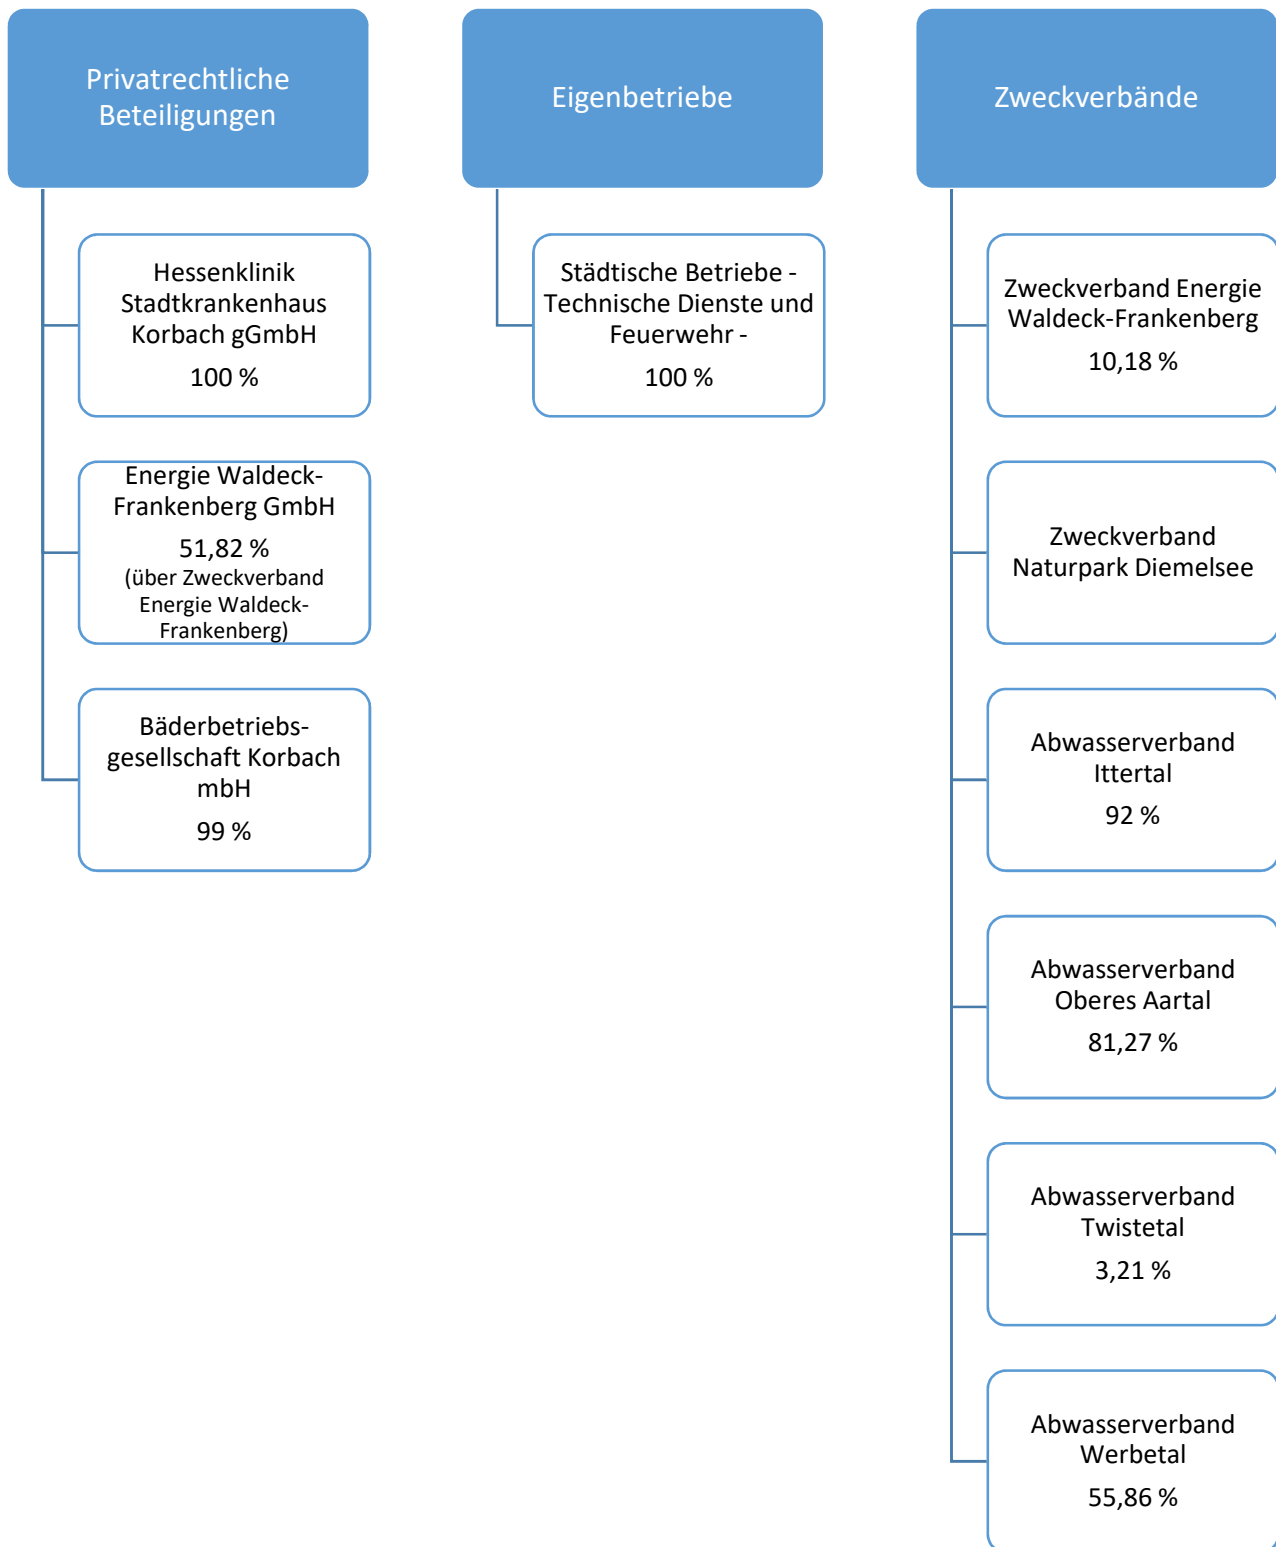 Privatrechtliche
Beteiligungen
Hessenklinik
Stadtkrankenhaus
Korbach gGmbH
100 %
Energie Waldeck-
Frankenberg GmbH
51,82 %
(über Zweckverband
Energie Waldeck-
Frankenberg)
Bäderbetriebs-
gesellschaft Korbach
mbH
99 %
Eigenbetriebe
Städtische Betriebe -
Technische Dienste und
Feuerwehr -
100 %
Zweckverbände
Zweckverband Energie
Waldeck-Frankenberg
10,18 %
Zweckverband
Naturpark Diemelsee
Abwasserverband
Ittertal
92 %
Abwasserverband
Oberes Aartal
81,27 %
Abwasserverband
Twistetal
3,21 %
Abwasserverband
Werbetal
55,86 %